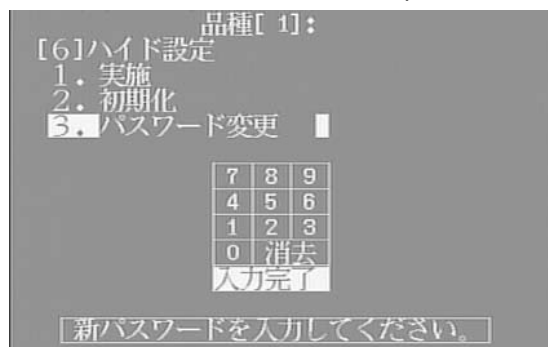 品種[ 1]:
[6]ハイド設定
1. 実施
2. 初期化
3. パスワード変更
7 8 9
4 5 6
1 2 3
0 消去
入力完了
新パスワードを入力してください。